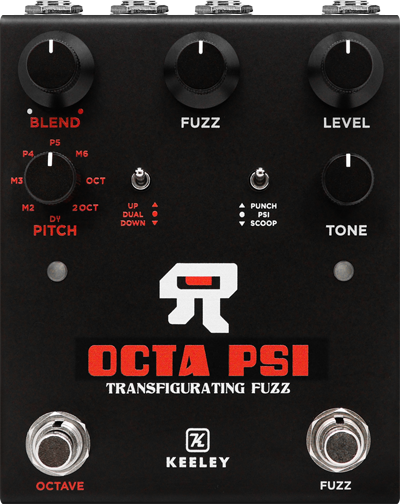 BLEND
FUZZ
LEVEL
P5
P4
M6
M3
OCT
M2
2 OCT
DY
PITCH
UP
DUAL
DOWN
PUNCH
PSI
SCOOP
TONE
OCTA PSI
TRANSFIGURATING FUZZ
KEELEY
OCTAVE
FUZZ